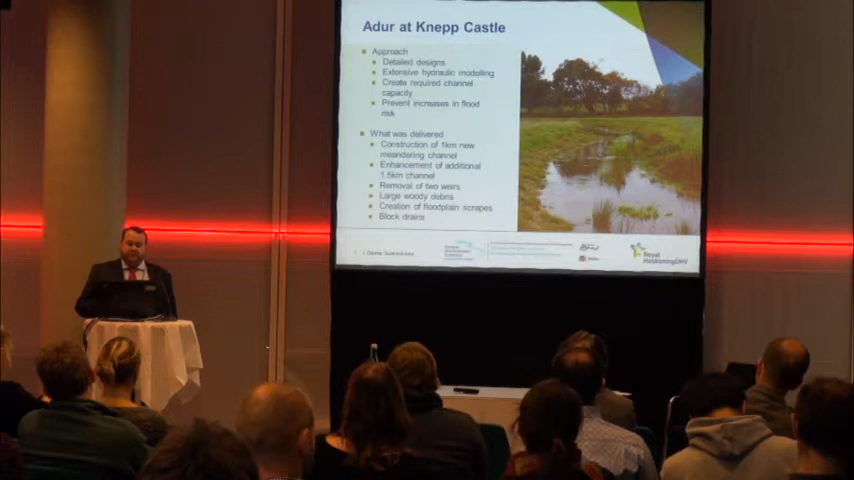 Adur at Knepp Castle
Approach
Detailed designs
Extensive hydraulic modelling
Create required channel
capacity
Prevent increases in flood
risk
What was delivered
Construction of 1km new
meandering channel
Enhancement of additional
1.5km channel
Removal of two weirs
Large woody debris
Creation of floodplain scrapes
Block drains
Royal
HaskoningDHV